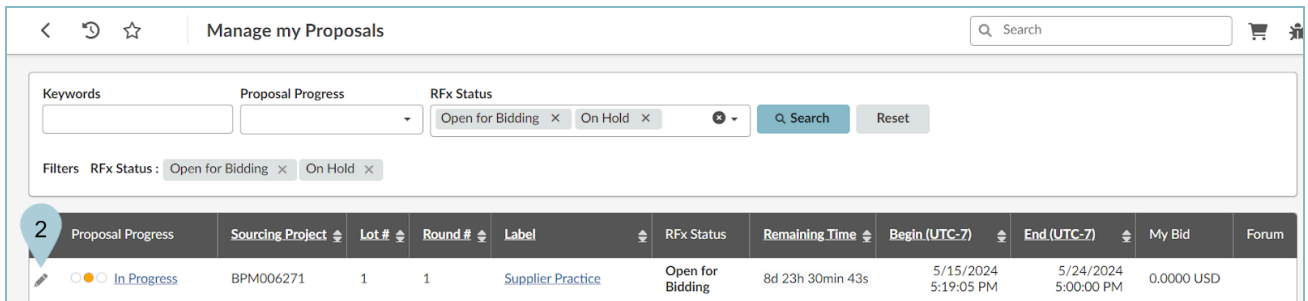 Manage my Proposals
Search
Keywords
Proposal Progress
RFx Status
Open for Bidding × On Hold ×
Search
Reset
Filters RFx Status : Open for Bidding × On Hold ×
2
Proposal Progress Sourcing Project Lot # Round # Label RFx Status Remaining Time Begin (UTC-7) End (UTC-7) My Bid Forum
In Progress BPM006271 1 1 Supplier Practice Open for Bidding 8d 23h 30min 43s 5/15/2024 5:19:05 PM 5/24/2024 5:00:00 PM 0.0000 USD